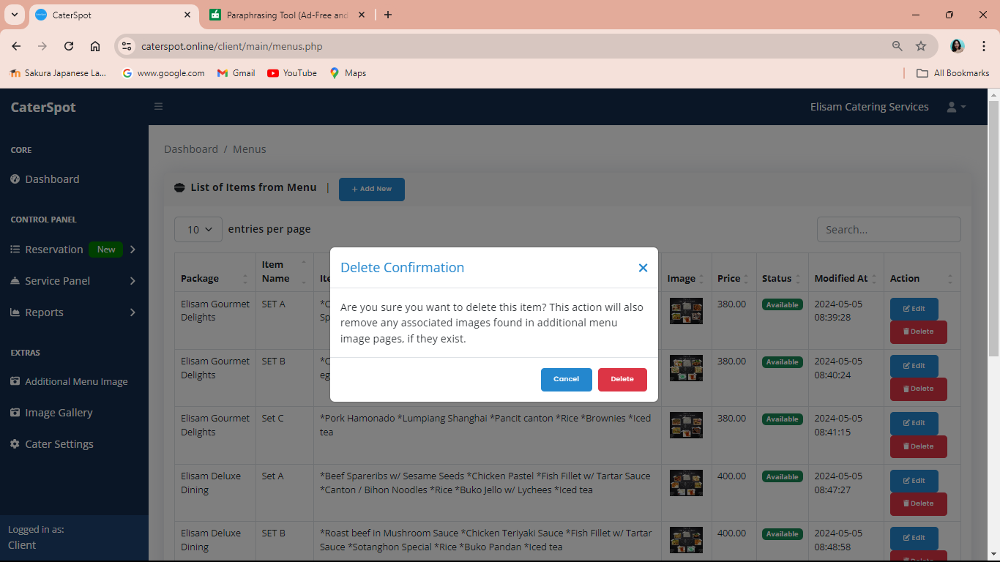 CaterSpot
Paraphrasing Tool (Ad-Free and
caterspot.online/client/main/menus.php
Sakura Japanese La...
www.google.com
Gmail
YouTube
Maps
All Bookmarks
CaterSpot
Elisam Catering Services
CORE
Dashboard
CONTROL PANEL
Reservation New
Service Panel
Reports
EXTRAS
Additional Menu Image
Image Gallery
Cater Settings
Logged in as:
Client
Dashboard / Menus
List of Items from Menu | + Add New
10 entries per page
Search...
Package
Item
Name
Ite
Image
Price
Status
Modified At
Action
Elisam Gourmet
Delights
SET A
*C
Sp
380.00
Available
2024-05-05
08:39:28
Edit
Delete
Elisam Gourmet
Delights
SET B
*C
eg
380.00
Available
2024-05-05
08:40:24
Edit
Delete
Elisam Gourmet
Delights
Set C
*Pork Hamonado *Lumpiang Shanghai *Pancit canton *Rice *Brownies *Iced
tea
380.00
Available
2024-05-05
08:41:15
Edit
Delete
Elisam Deluxe
Dining
Set A
*Beef Spareribs w/ Sesame Seeds *Chicken Pastel *Fish Fillet w/ Tartar Sauce
*Canton / Bihon Noodles *Rice *Buko Jello w/ Lychees *Iced tea
400.00
Available
2024-05-05
08:47:27
Edit
Delete
Elisam Deluxe
Dining
SET B
*Roast beef in Mushroom Sauce *Chicken Teriyaki Sauce *Fish Fillet w/ Tartar
Sauce *Sotanghon Special *Rice *Buko Pandan *Iced tea
400.00
Available
2024-05-05
08:48:58
Edit
Delete
Delete Confirmation
Are you sure you want to delete this item? This action will also
remove any associated images found in additional menu
image pages, if they exist.
Cancel
Delete